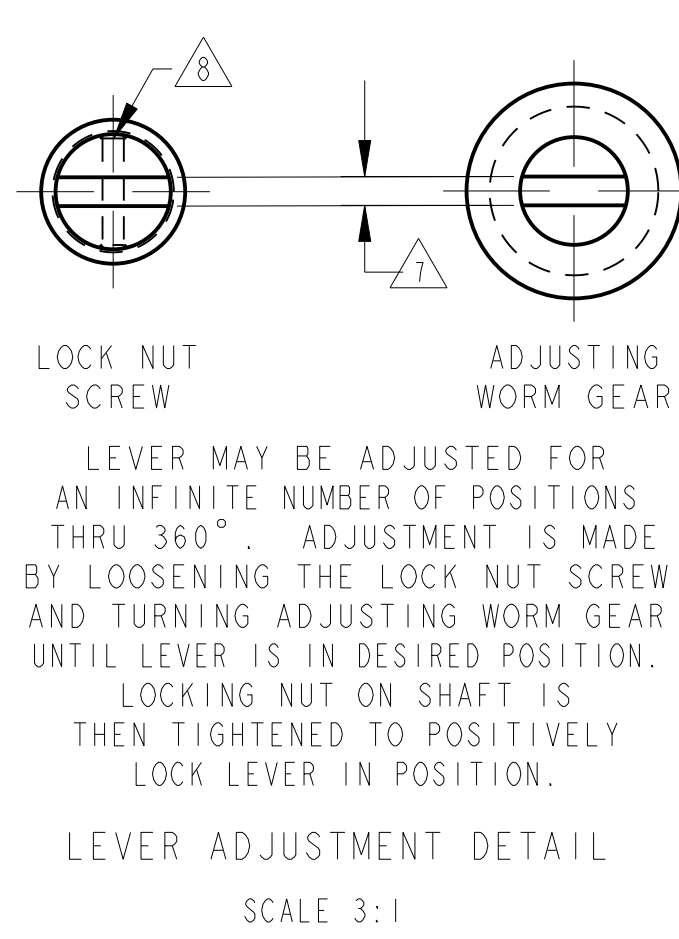 8
7
LOCK NUT
SCREW
ADJUSTING
WORM GEAR
LEVER MAY BE ADJUSTED FOR
AN INFINITE NUMBER OF POSITIONS
THRU 360°. ADJUSTMENT IS MADE
BY LOOSENING THE LOCK NUT SCREW
AND TURNING ADJUSTING WORM GEAR
UNTIL LEVER IS IN DESIRED POSITION.
LOCKING NUT ON SHAFT IS
THEN TIGHTENED TO POSITIVELY
LOCK LEVER IN POSITION.
LEVER ADJUSTMENT DETAIL
SCALE 3:1